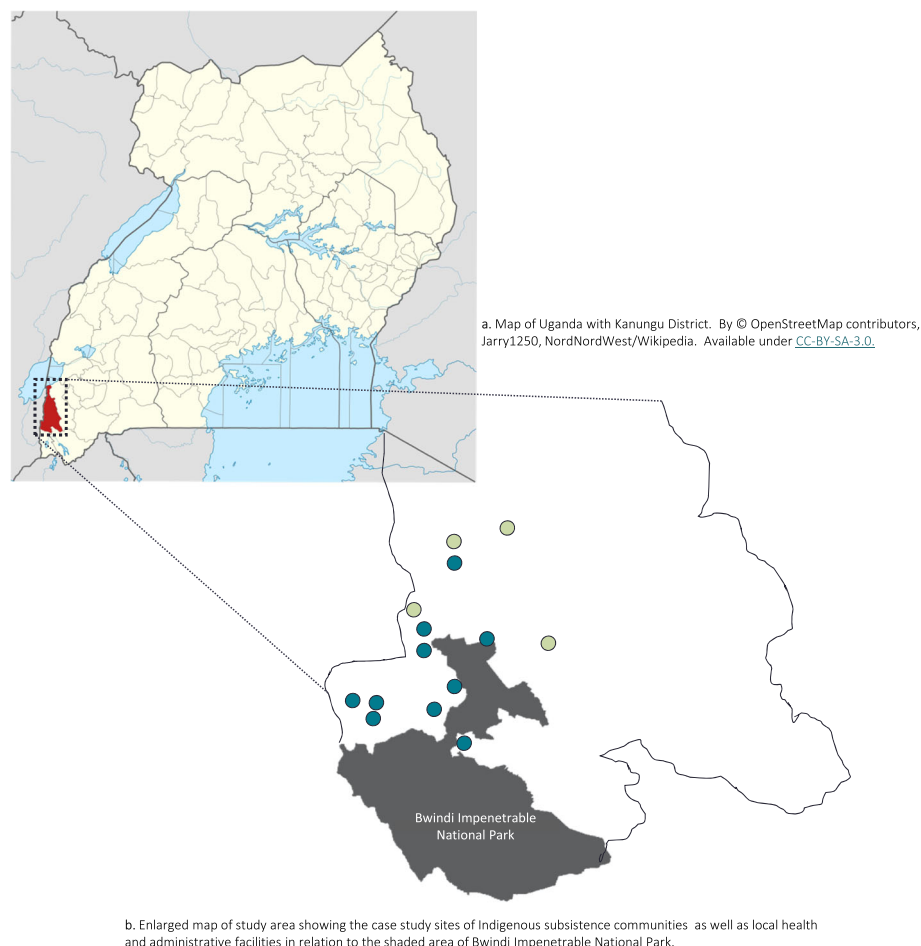 a. Map of Uganda with Kanungu District. By © OpenStreetMap contributors,
Jarry1250, NordNordWest/Wikipedia. Available under CC-BY-SA-3.0.
Bwindi Impenetrable
National Park
b. Enlarged map of study area showing the case study sites of Indigenous subsistence communities as well as local health
and administrative facilities in relation to the shaded area of Bwindi Impenetrable National Park.